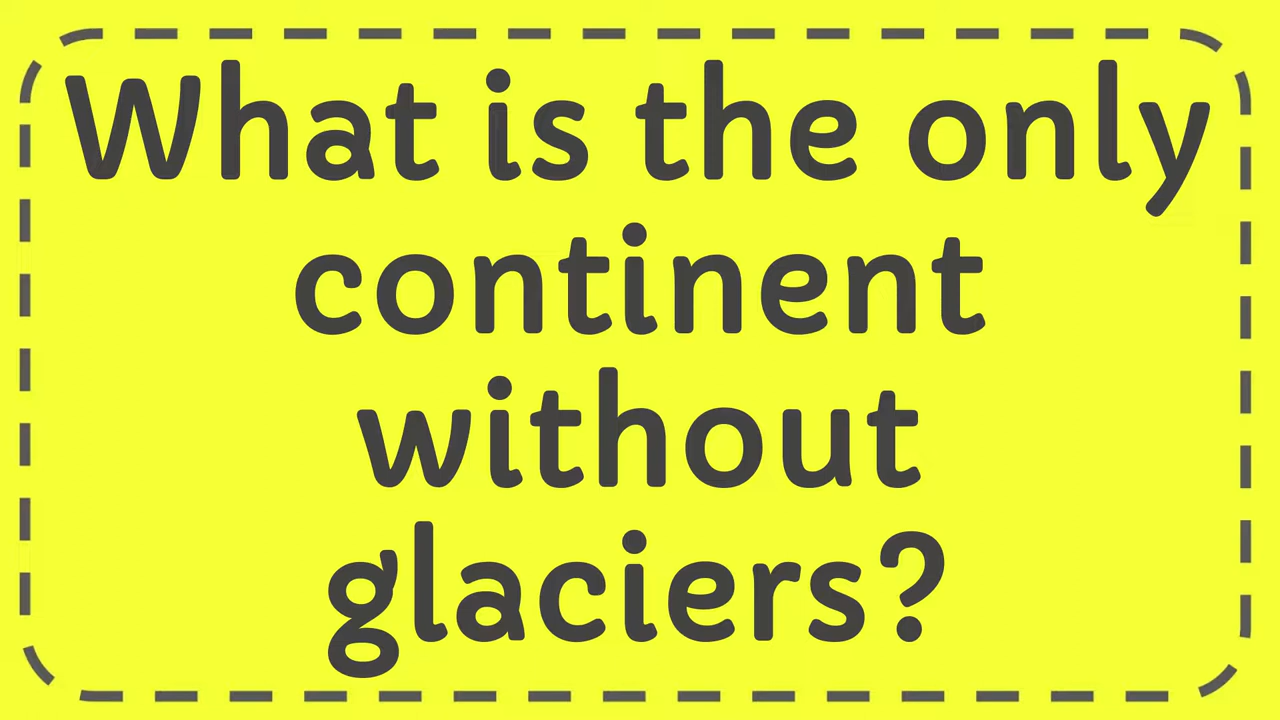 What is the only
continent
without
glaciers?